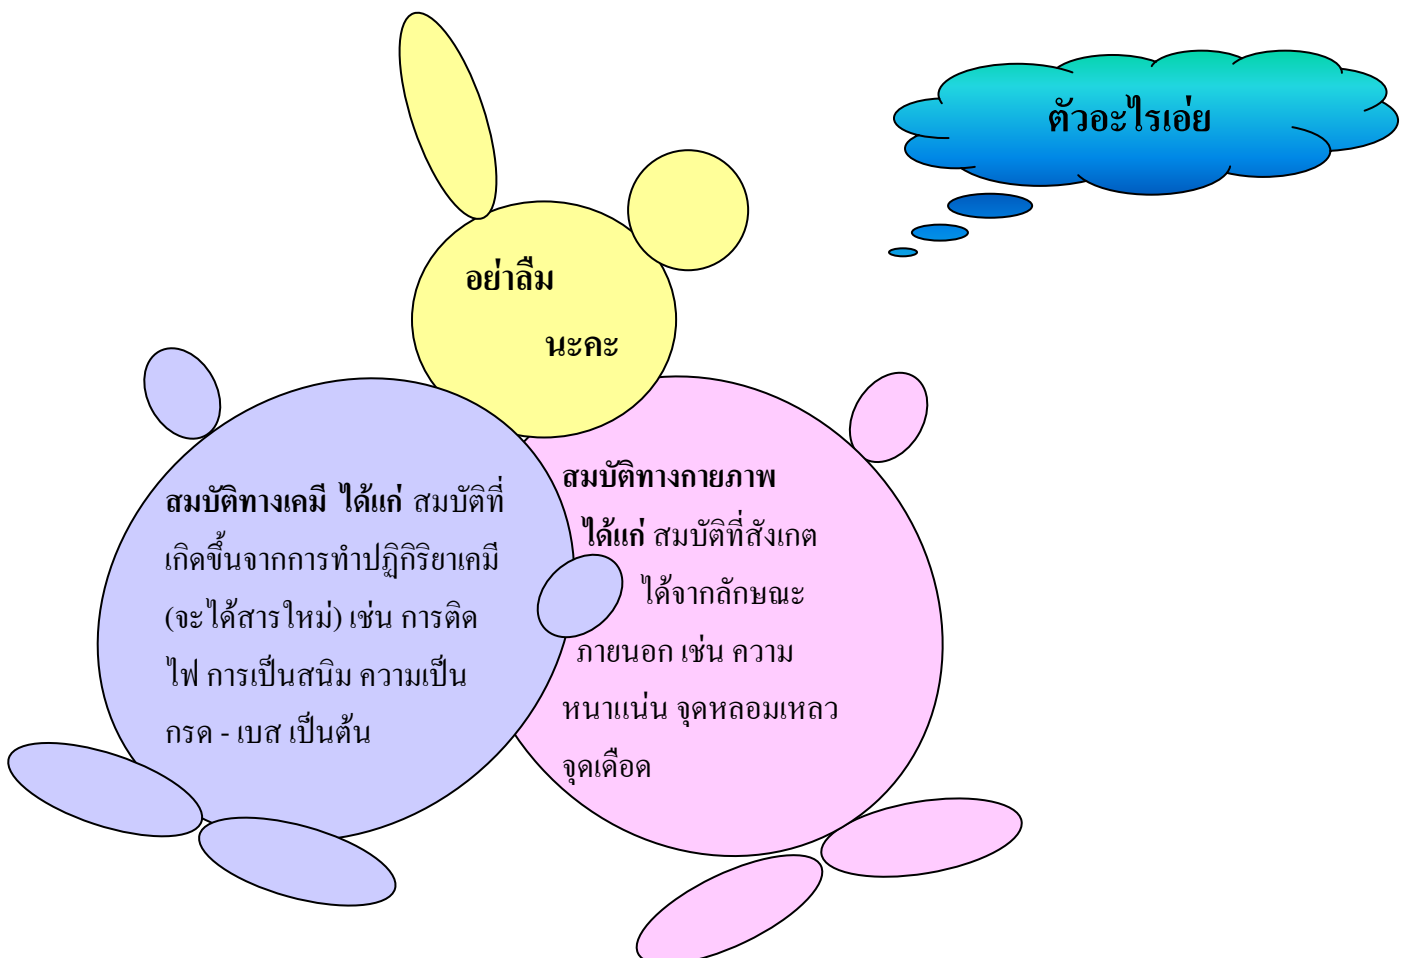 ตัวอะไรเอ่ย
อย่าลืม
นะคะ
สมบัติทางเคมี ได้แก่ สมบัติที่
เกิดขึ้นจากการทำปฏิกิริยาเคมี
(จะได้สารใหม่) เช่น การติด
ไฟ การเป็นสนิม ความเป็น
กรด - เบส เป็นต้น
สมบัติทางกายภาพ
ได้แก่ สมบัติที่สังเกต
ได้จากลักษณะ
ภายนอก เช่น ความ
หนาแน่น จุดหลอมเหลว
จุดเดือด